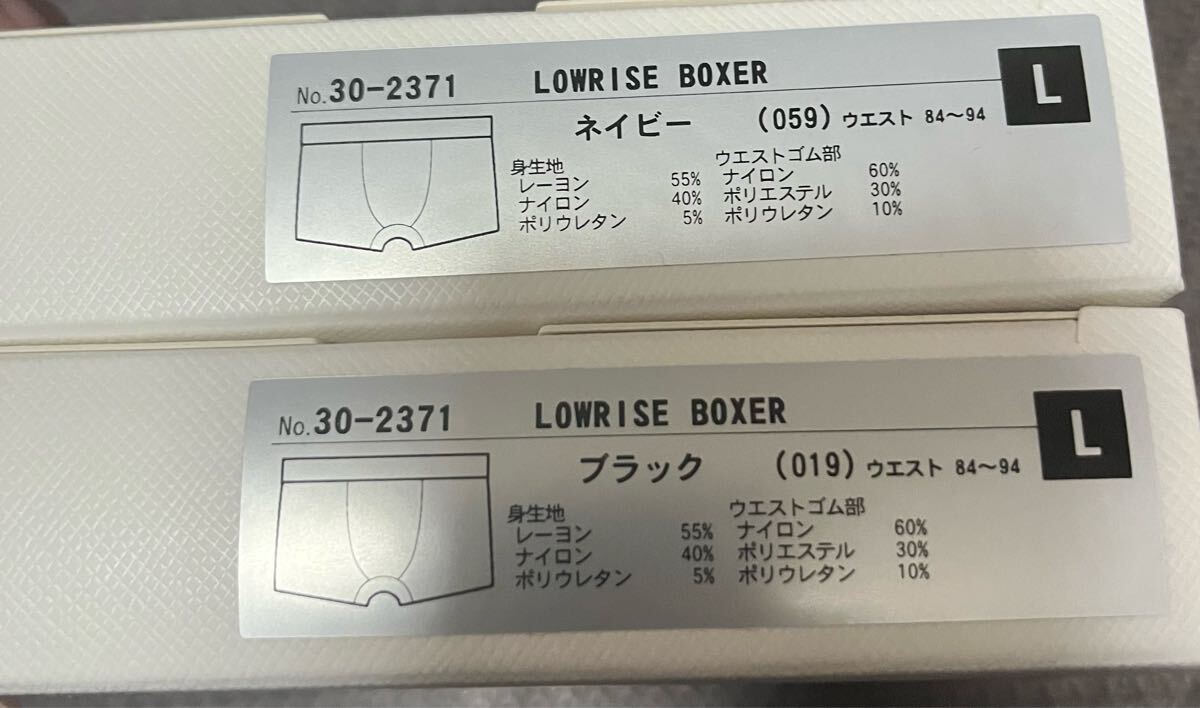 No.30-2371 LOWRISE BOXER L
ネイビー (059) ウエスト 84〜94
身生地 ウエストゴム部
レーヨン 55% ナイロン 60%
ナイロン 40% ポリエステル 30%
ポリウレタン 5% ポリウレタン 10%
No.30-2371 LOWRISE BOXER L
ブラック (019) ウエスト 84〜94
身生地 ウエストゴム部
レーヨン 55% ナイロン 60%
ナイロン 40% ポリエステル 30%
ポリウレタン 5% ポリウレタン 10%